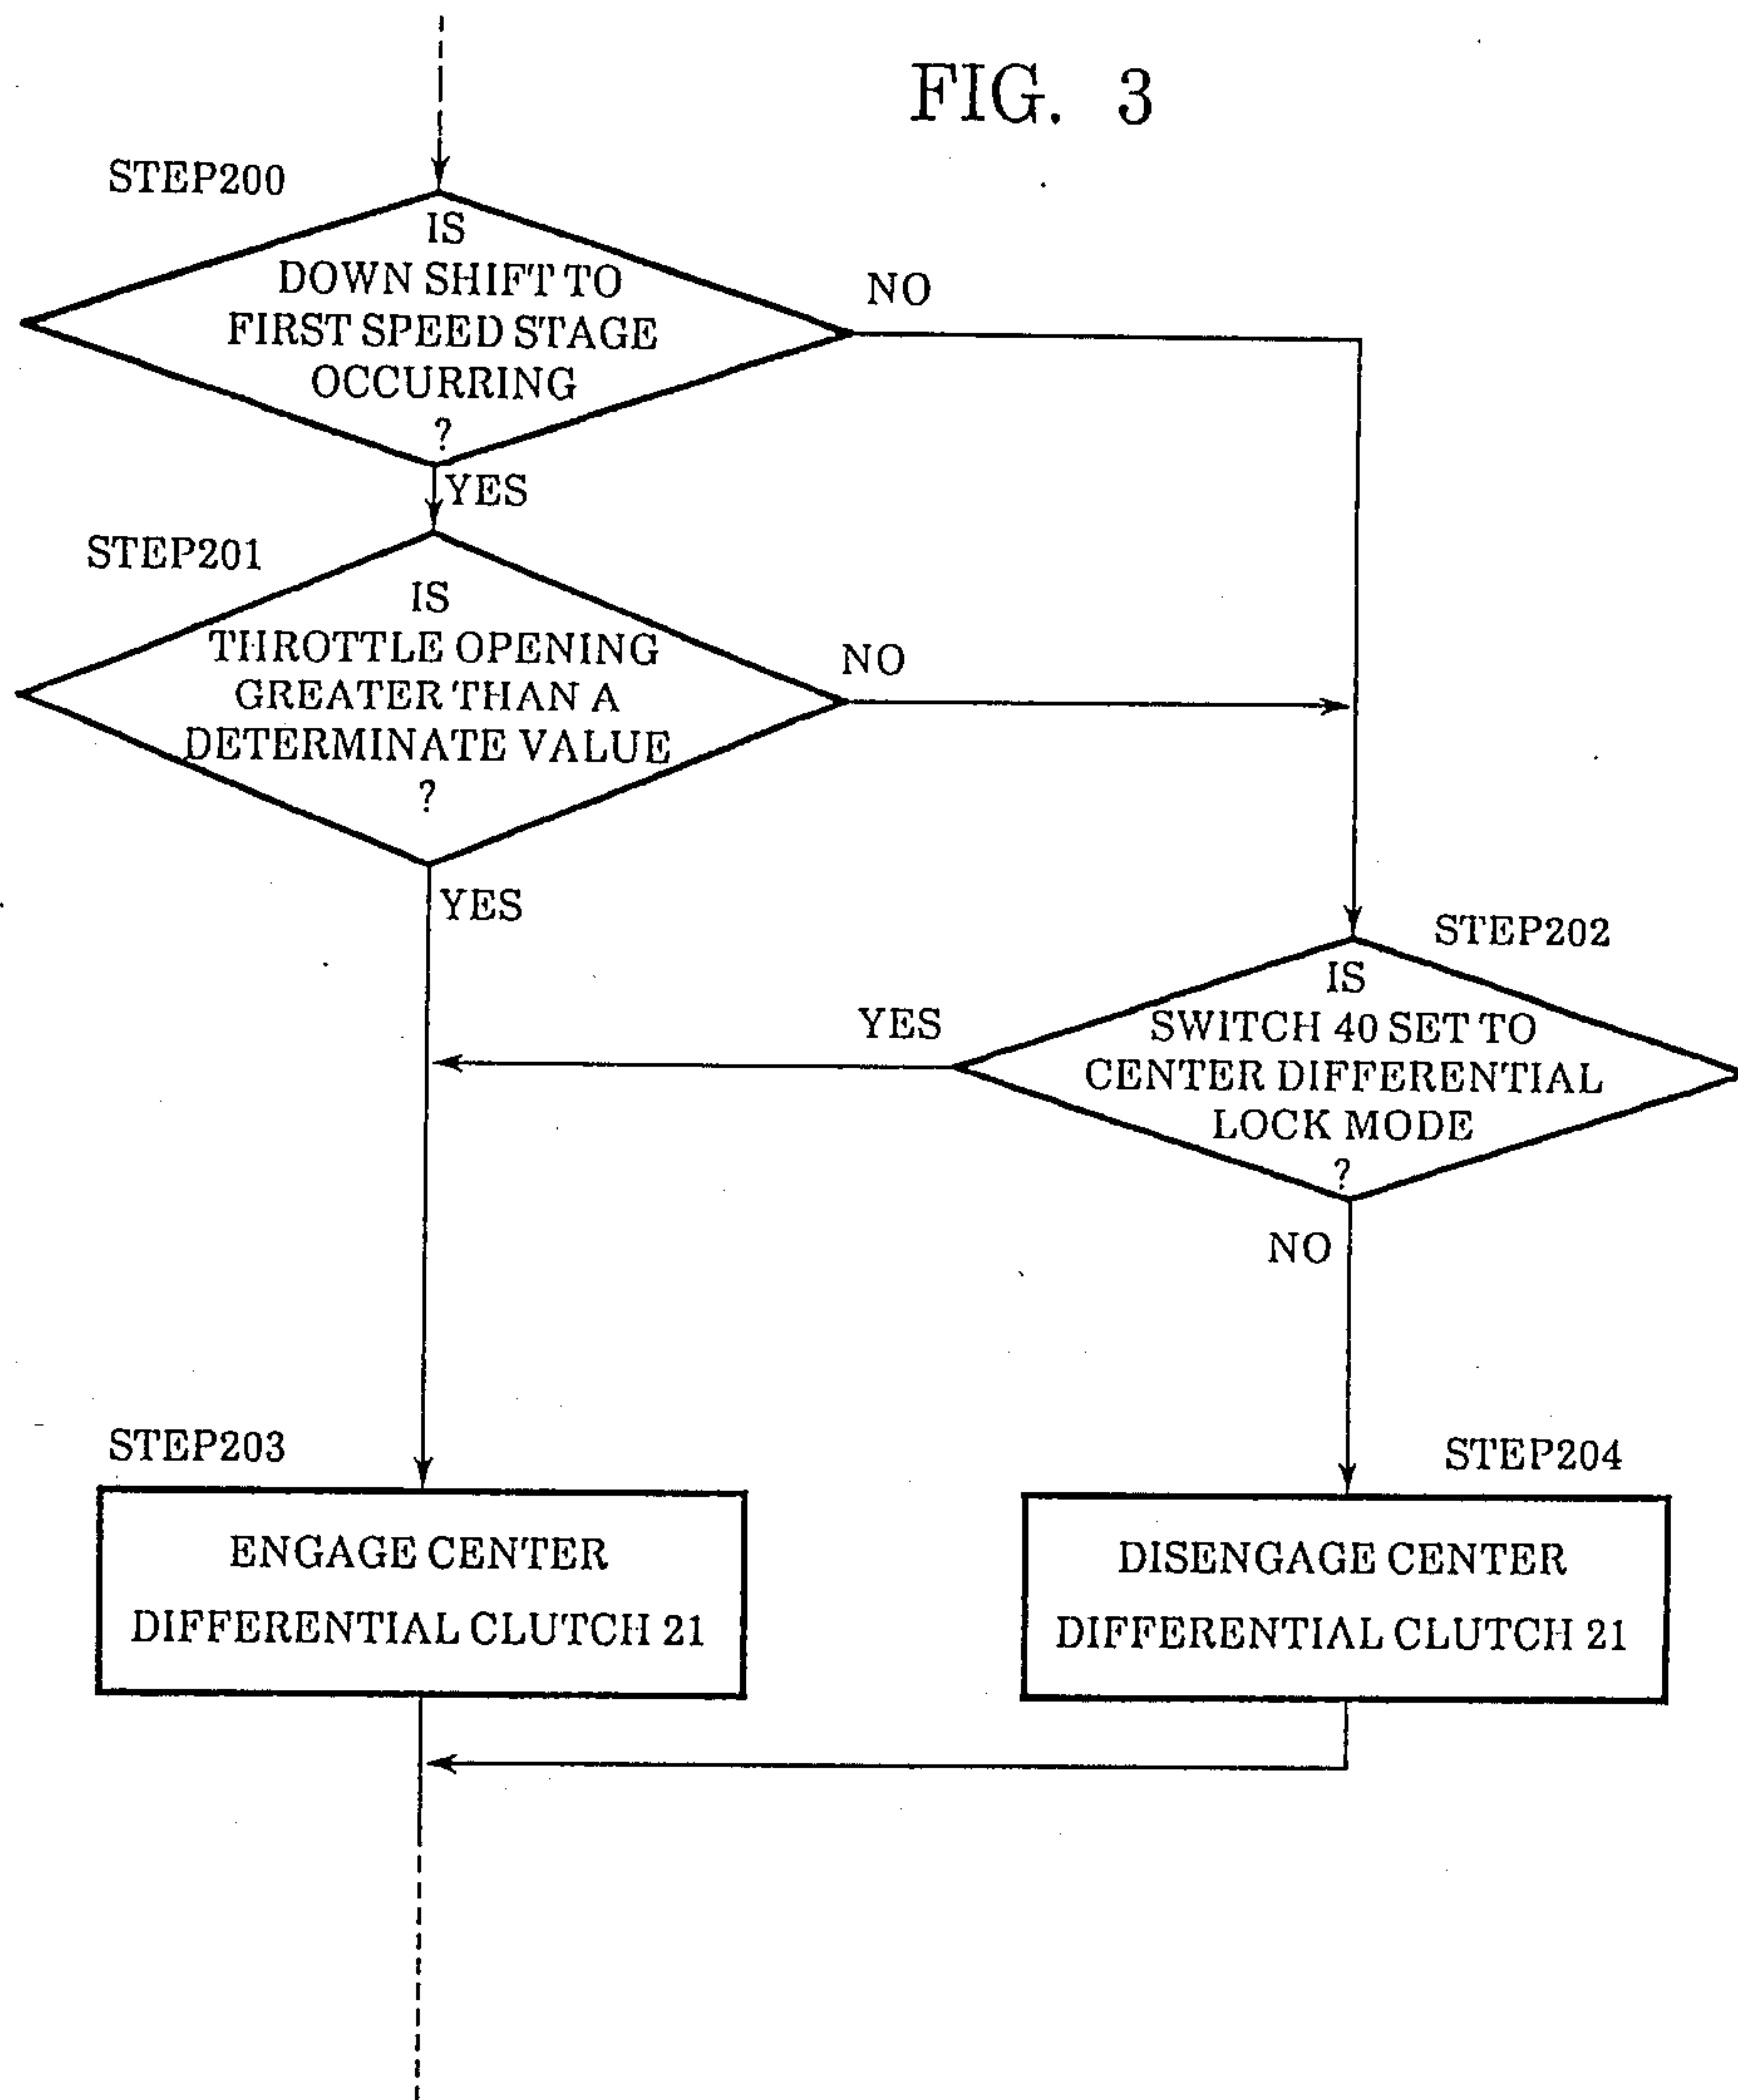 FIG. 3
STEP200
IS
DOWN SHIFT TO
FIRST SPEED STAGE
OCCURRING
?
NO
YES
STEP201
IS
THROTTLE OPENING
GREATER THAN A
DETERMINATE VALUE
?
NO
YES
STEP202
IS
SWITCH 40 SET TO
CENTER DIFFERENTIAL
LOCK MODE
?
YES
NO
STEP203
ENGAGE CENTER
DIFFERENTIAL CLUTCH 21
STEP204
DISENGAGE CENTER
DIFFERENTIAL CLUTCH 21